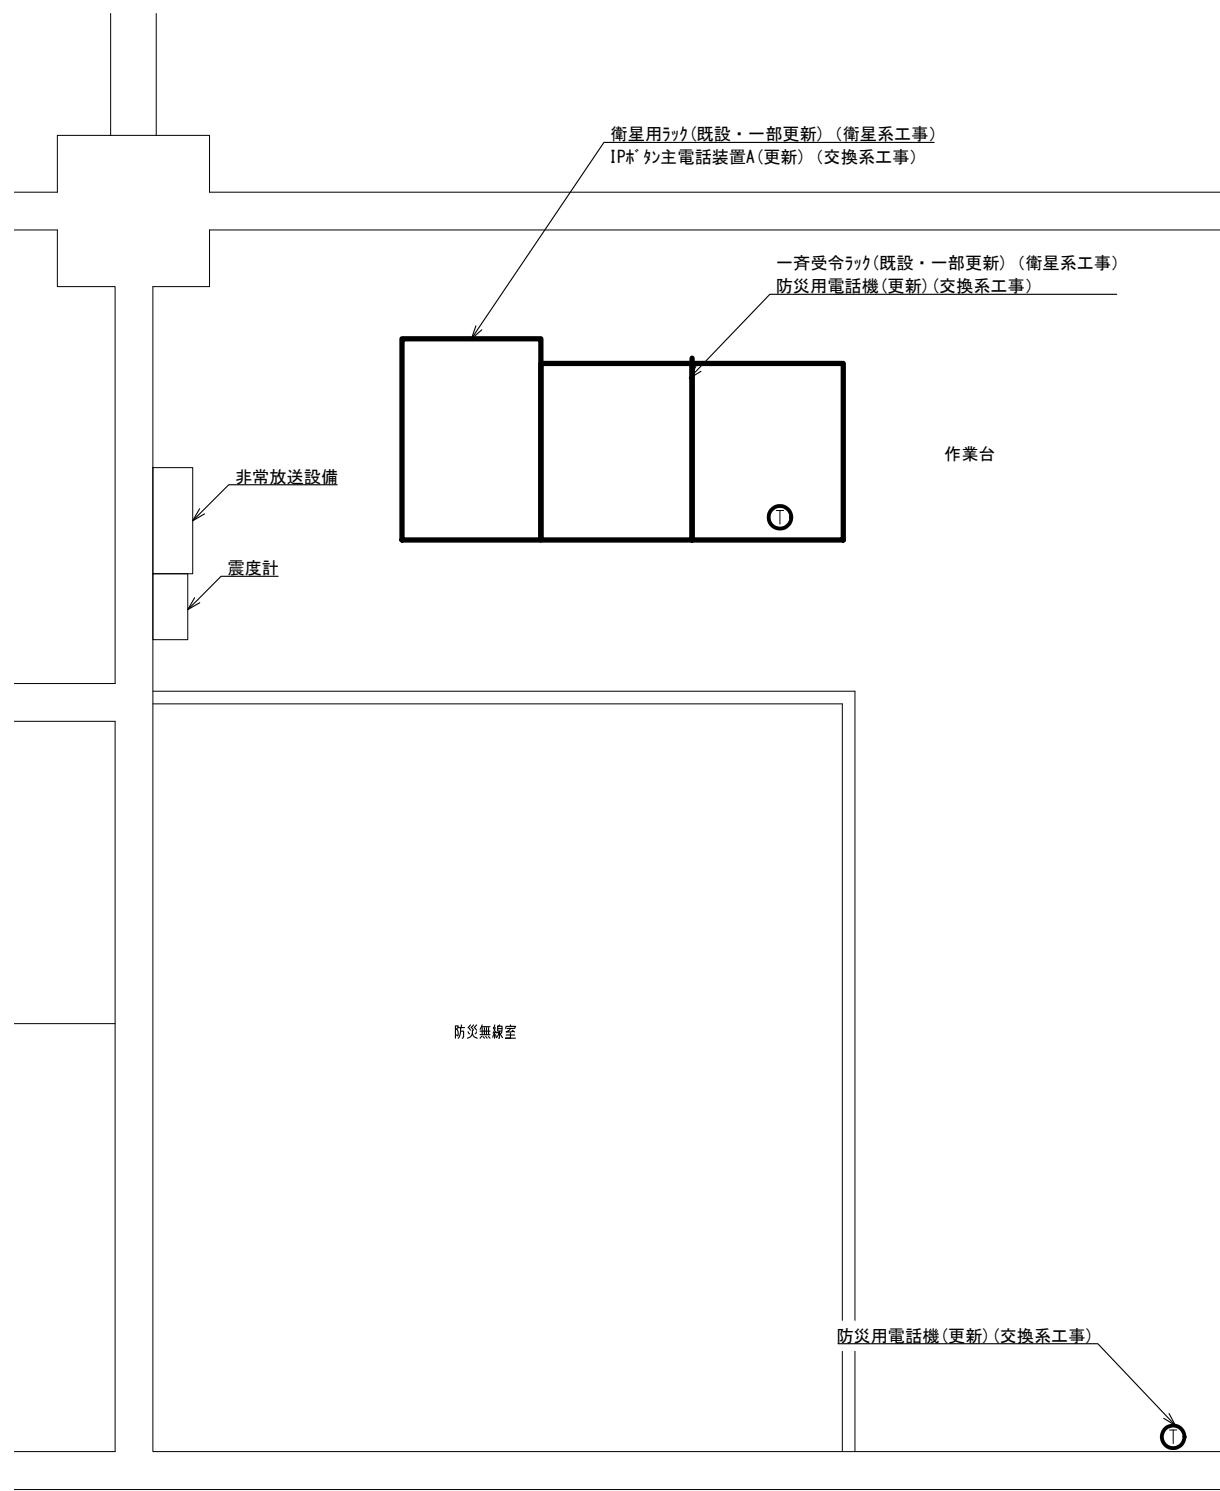 衛星用ﾗｯｸ(既設・一部更新)（衛星系工事）
IPﾎﾞﾀﾝ主電話装置A(更新)（交換系工事）
一斉受令ﾗｯｸ(既設・一部更新)（衛星系工事）
防災用電話機(更新)(交換系工事)
作業台
非常放送設備
T
震度計
防災無線室
防災用電話機(更新)(交換系工事)
T